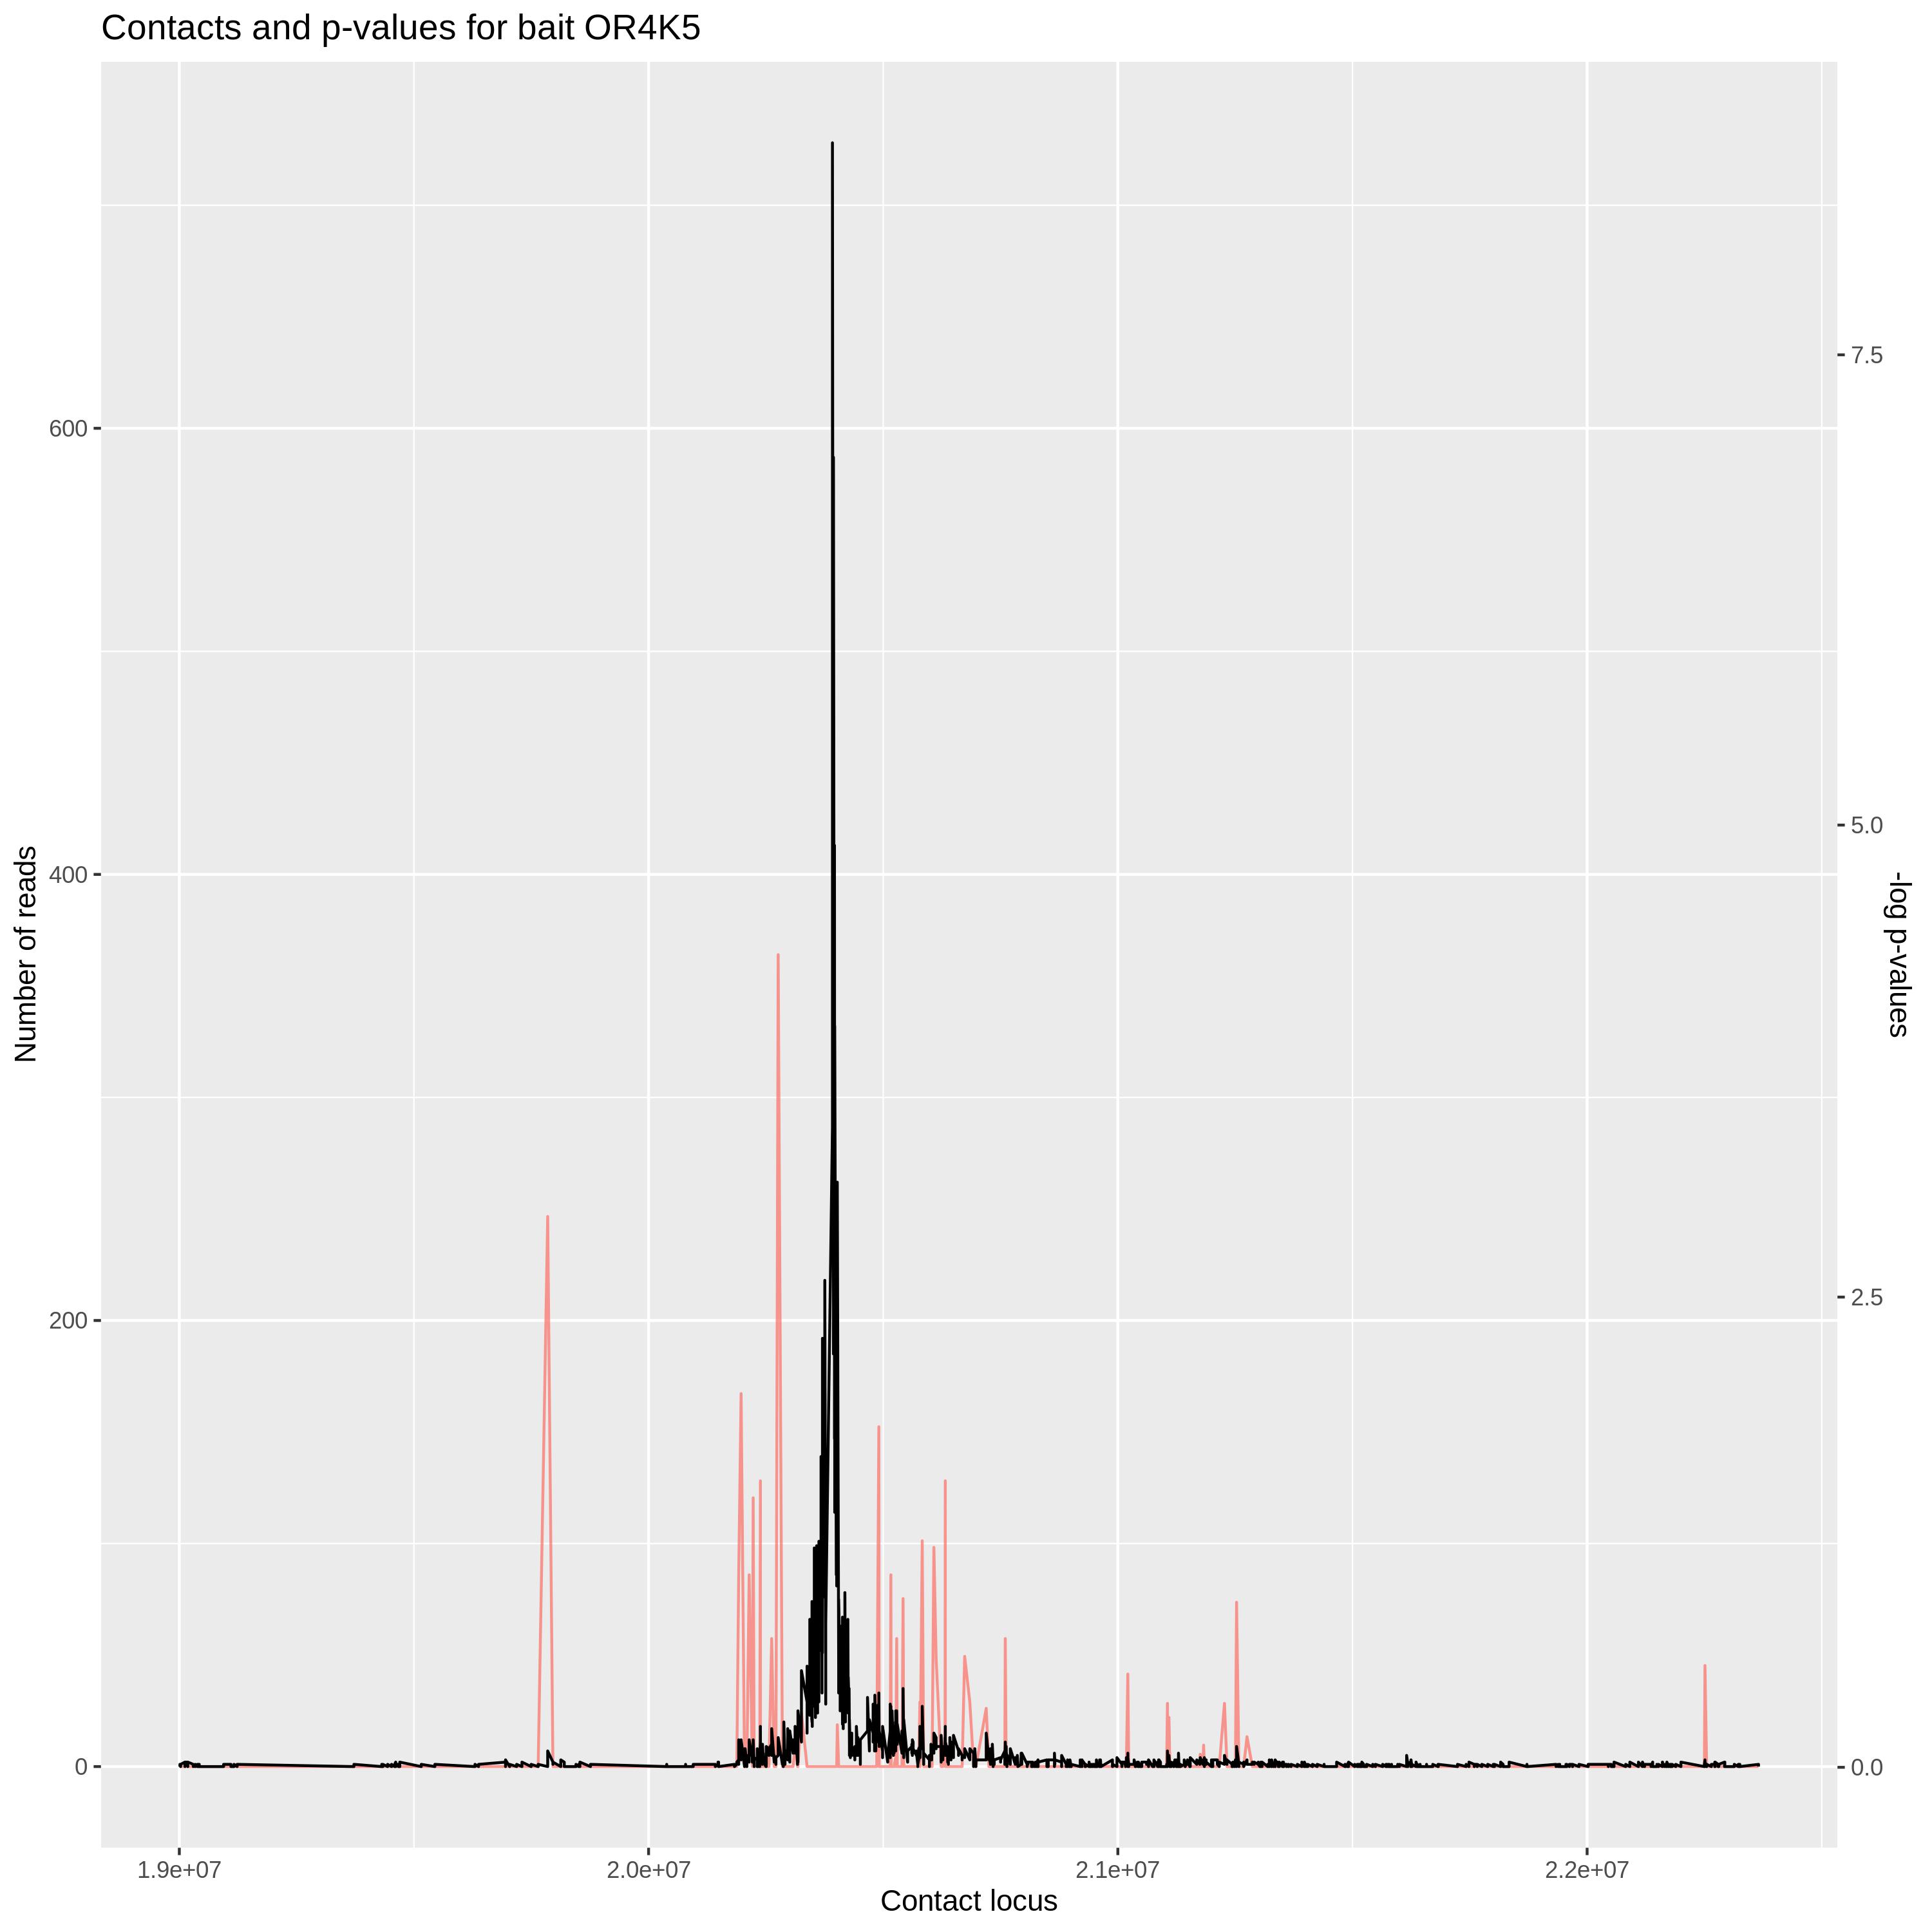 Contacts and p-values for bait OR4K5
Number of reads
600
400
200
0
7.5
5.0
2.5
0.0
-log p-values
1.9e+07 2.0e+07 2.1e+07 2.2e+07
Contact locus